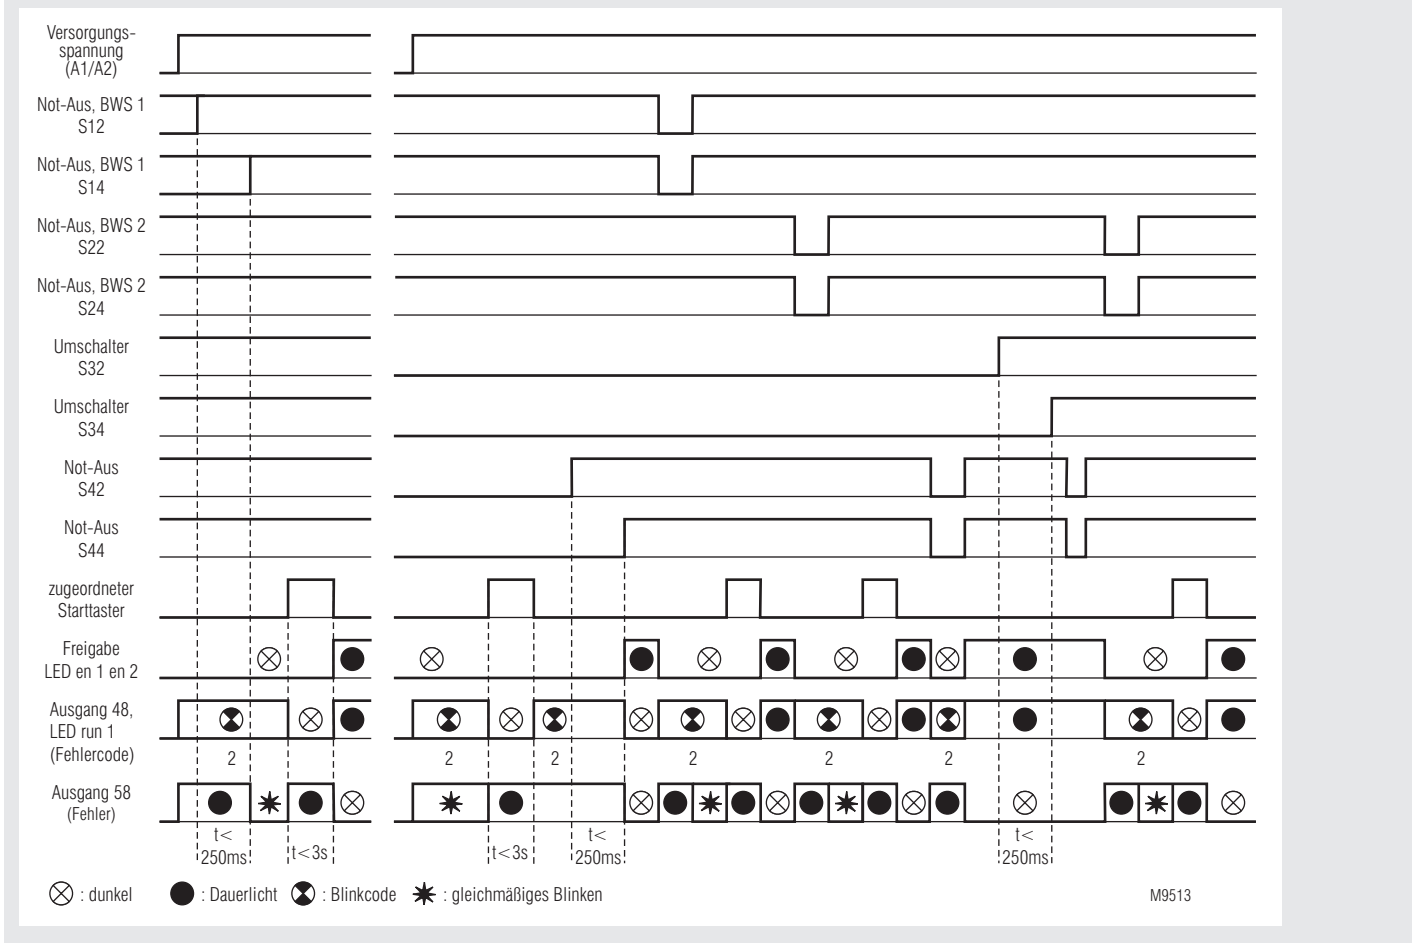 Versorgungs-
spannung
(A1/A2)
Not-Aus, BWS 1
S12
Not-Aus, BWS 1
S14
Not-Aus, BWS 2
S22
Not-Aus, BWS 2
S24
Umschalter
S32
Umschalter
S34
Not-Aus
S42
Not-Aus
S44
zugeordneter
Starttaster
Freigabe
LED en 1 en 2
Ausgang 48,
LED run 1
(Fehlercode)
2 2 2 2 2 2 2
Ausgang 58
(Fehler)
t<
250ms
t<3s
t<3s
t<
250ms
t<
250ms
: dunkel : Dauerlicht : Blinkcode : gleichmäßiges Blinken
M9513